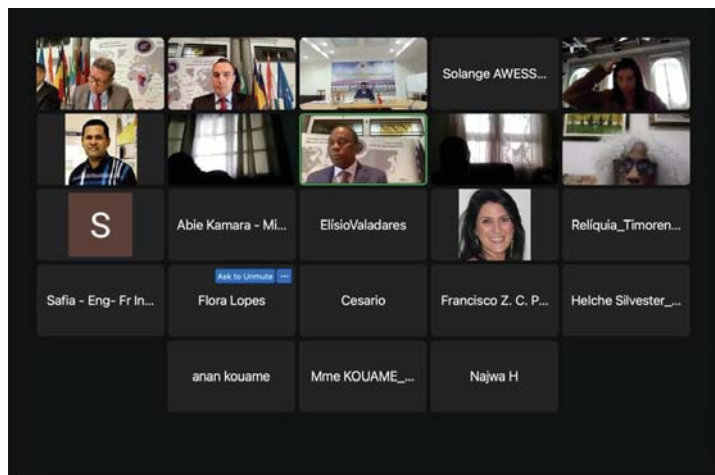 Solange AWESS...
S
Abie Kamara - Mi...
ElísioValadares
Relíquia_Timoren...
Ask to Unmute ...
Safia - Eng- Fr In...
Flora Lopes
Cesario
Francisco Z. C. P...
Helche Silvester_...
anan kouame
Mme KOUAME_...
Najwa H